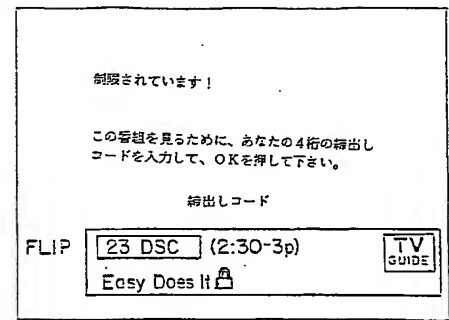 制限されています！
この番組を見るために、あなたの4桁の締出し
コードを入力して、OKを押して下さい。
締出しコード
FLIP 23 DSC (2:30-3p)
TV
GUIDE
Easy Does It